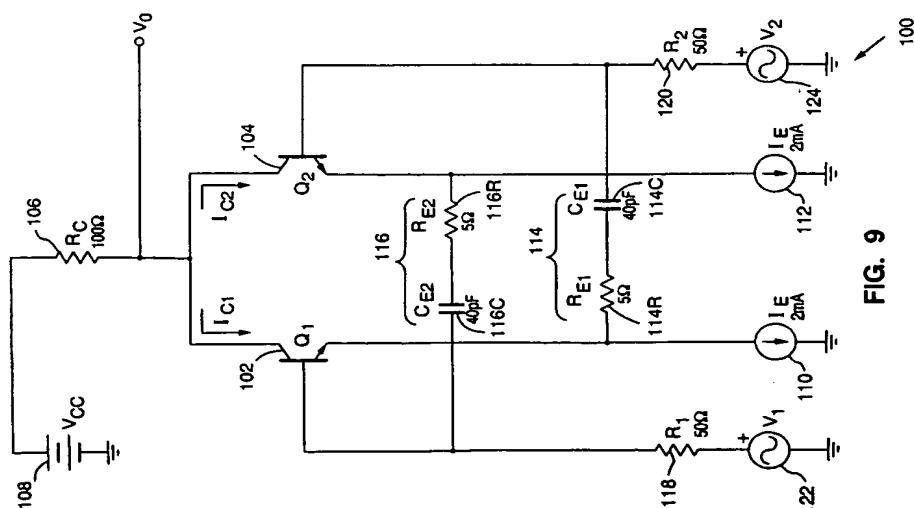 108
VCC
106
RC
100Ω
V0
IC1
IC2
102
Q1
104
Q2
116
CE2
RE2
40pF
5Ω
116C
116R
114
RE1
CE1
5Ω
40pF
114R
114C
R1
50Ω
118
V1
+
22
IE
2mA
110
IE
2mA
112
R2
50Ω
120
V2
+
124
100
FIG. 9